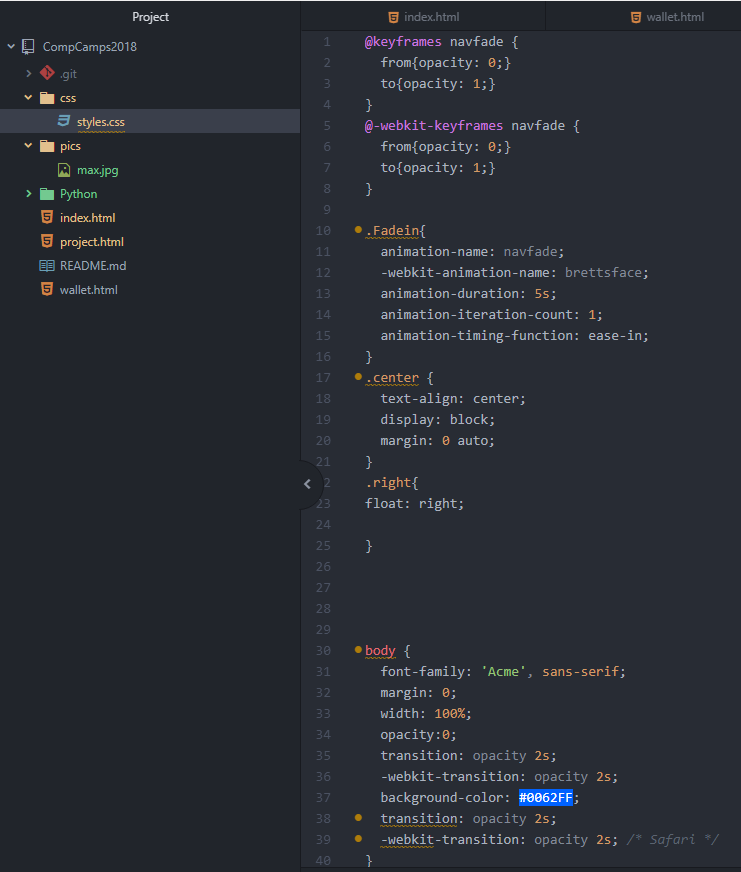 Project
index.html
wallet.html
CompCamps2018
.git
css
styles.css
pics
max.jpg
Python
index.html
project.html
README.md
wallet.html
1 @keyframes navfade {
2 from{opacity: 0;}
3 to{opacity: 1;}
4 }
5 @-webkit-keyframes navfade {
6 from{opacity: 0;}
7 to{opacity: 1;}
8 }
9
10 .Fadein{
11 animation-name: navfade;
12 -webkit-animation-name: brettsface;
13 animation-duration: 5s;
14 animation-iteration-count: 1;
15 animation-timing-function: ease-in;
16 }
17 .center {
18 text-align: center;
19 display: block;
20 margin: 0 auto;
21 }
2 .right{
23 float: right;
24
25 }
26
27
28
29
30 body {
31 font-family: 'Acme', sans-serif;
32 margin: 0;
33 width: 100%;
34 opacity:0;
35 transition: opacity 2s;
36 -webkit-transition: opacity 2s;
37 background-color: #0062FF;
38 transition: opacity 2s;
39 -webkit-transition: opacity 2s; /* Safari */
40 }